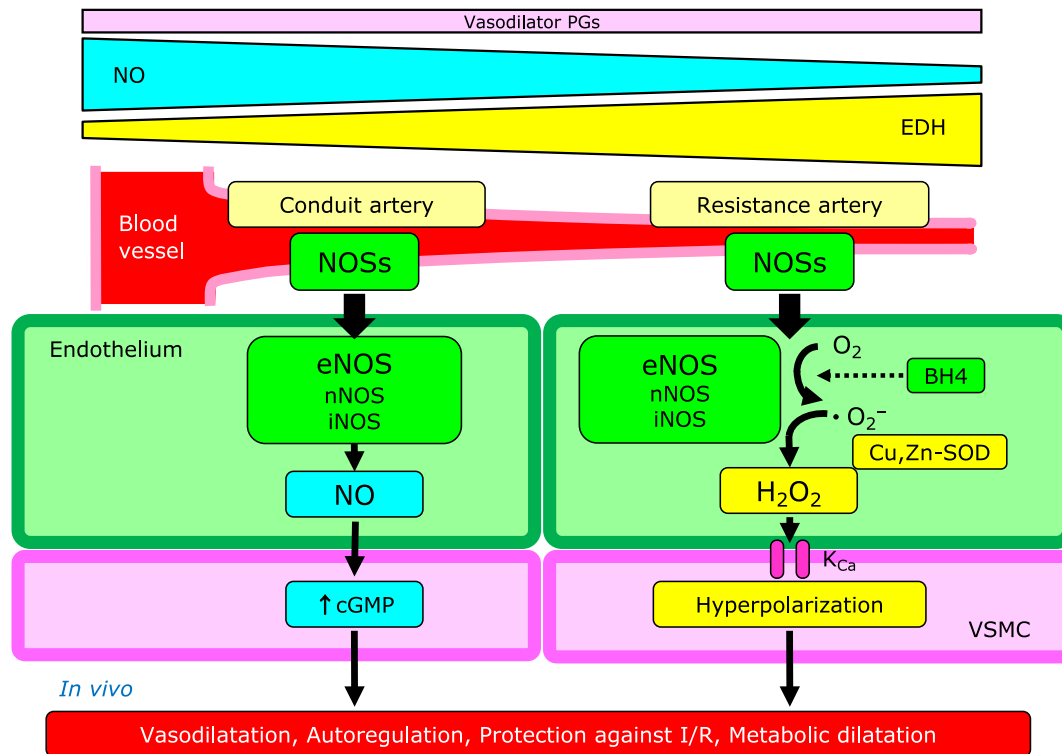 Vasodilator PGs
NO
EDH
Conduit artery
Resistance artery
Blood
vessel
NOSs
NOSs
Endothelium
eNOS
nNOS
iNOS
NO
↑cGMP
eNOS
nNOS
iNOS
O₂
BH4
· O₂⁻
Cu,Zn-SOD
H₂O₂
K_Ca
Hyperpolarization
VSMC
In vivo
Vasodilatation, Autoregulation, Protection against I/R, Metabolic dilatation